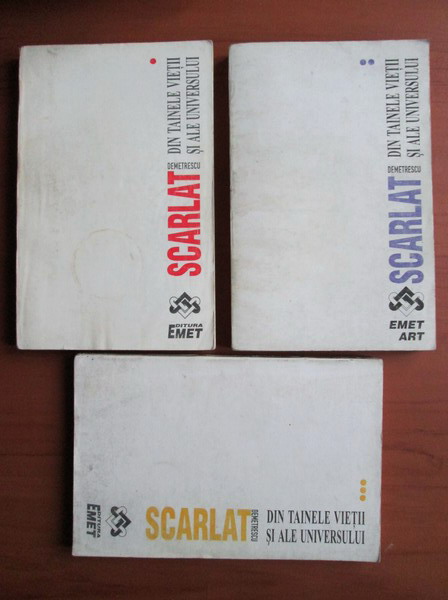 SCARLAT
DEMETRESCU
DIN TAINELE VIEȚII
ȘI ALE UNIVERSULUI
EDITURA
EMET
SCARLAT
DEMETRESCU
DIN TAINELE VIEȚII
ȘI ALE UNIVERSULUI
EMET
ART
EDITURA
EMET
SCARLAT
DEMETRESCU
DIN TAINELE VIEȚII
ȘI ALE UNIVERSULUI